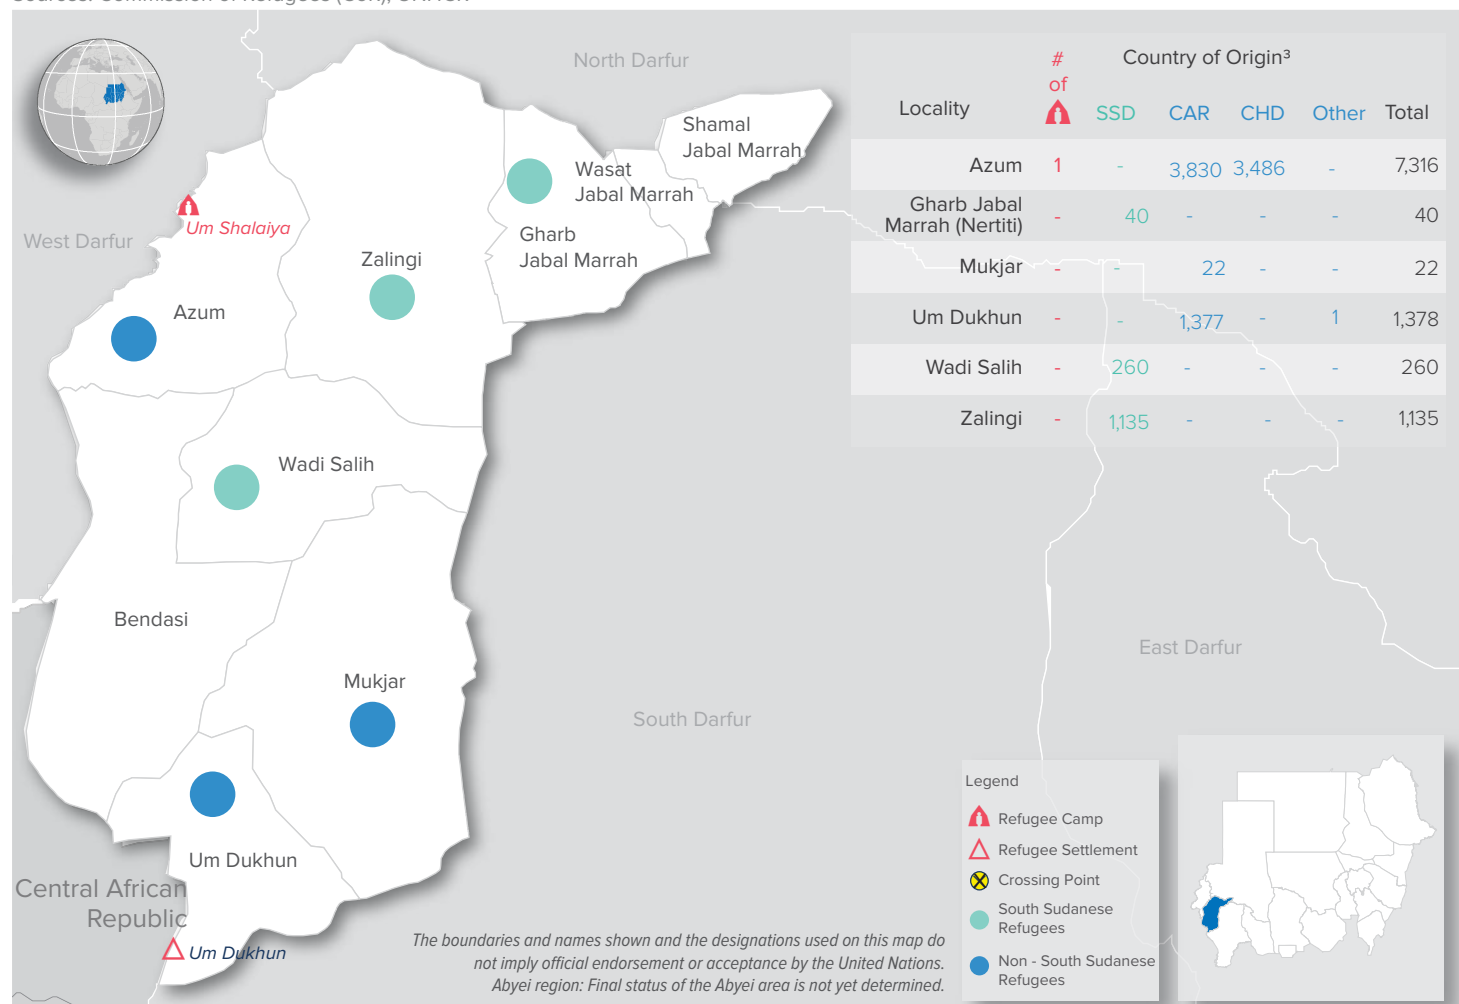 Sources: Commission of Refugees (COR), UNHCR
North Darfur
West Darfur
Um Shalaiya
Azum
Zalingi
Wasat
Jabal Marrah
Shamal
Jabal Marrah
Gharb
Jabal Marrah
Wadi Salih
Bendasi
Mukjar
Um Dukhun
Central African
Republic
Um Dukhun
South Darfur
East Darfur
# of Country of Origin³
Locality SSD CAR CHD Other Total
Azum 1 - 3,830 3,486 - 7,316
Gharb Jabal
Marrah (Nertiti) - 40 - - - 40
Mukjar - - 22 - - 22
Um Dukhun - - 1,377 - 1 1,378
Wadi Salih - 260 - - - 260
Zalingi - 1,135 - - - 1,135
Legend
Refugee Camp
Refugee Settlement
Crossing Point
South Sudanese
Refugees
Non - South Sudanese
Refugees
The boundaries and names shown and the designations used on this map do
not imply official endorsement or acceptance by the United Nations.
Abyei region: Final status of the Abyei area is not yet determined.